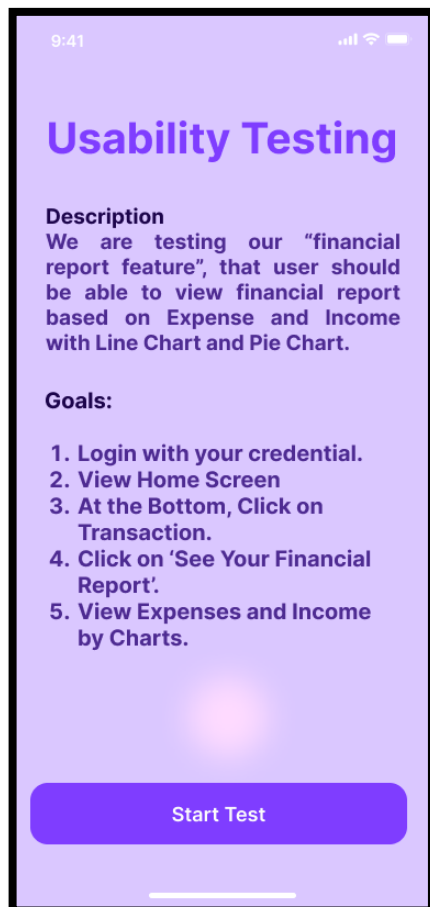 9:41
Usability Testing
Description
We are testing our “financial
report feature”, that user should
be able to view financial report
based on Expense and Income
with Line Chart and Pie Chart.
Goals:
1. Login with your credential.
2. View Home Screen
3. At the Bottom, Click on
Transaction.
4. Click on ‘See Your Financial
Report’.
5. View Expenses and Income
by Charts.
Start Test